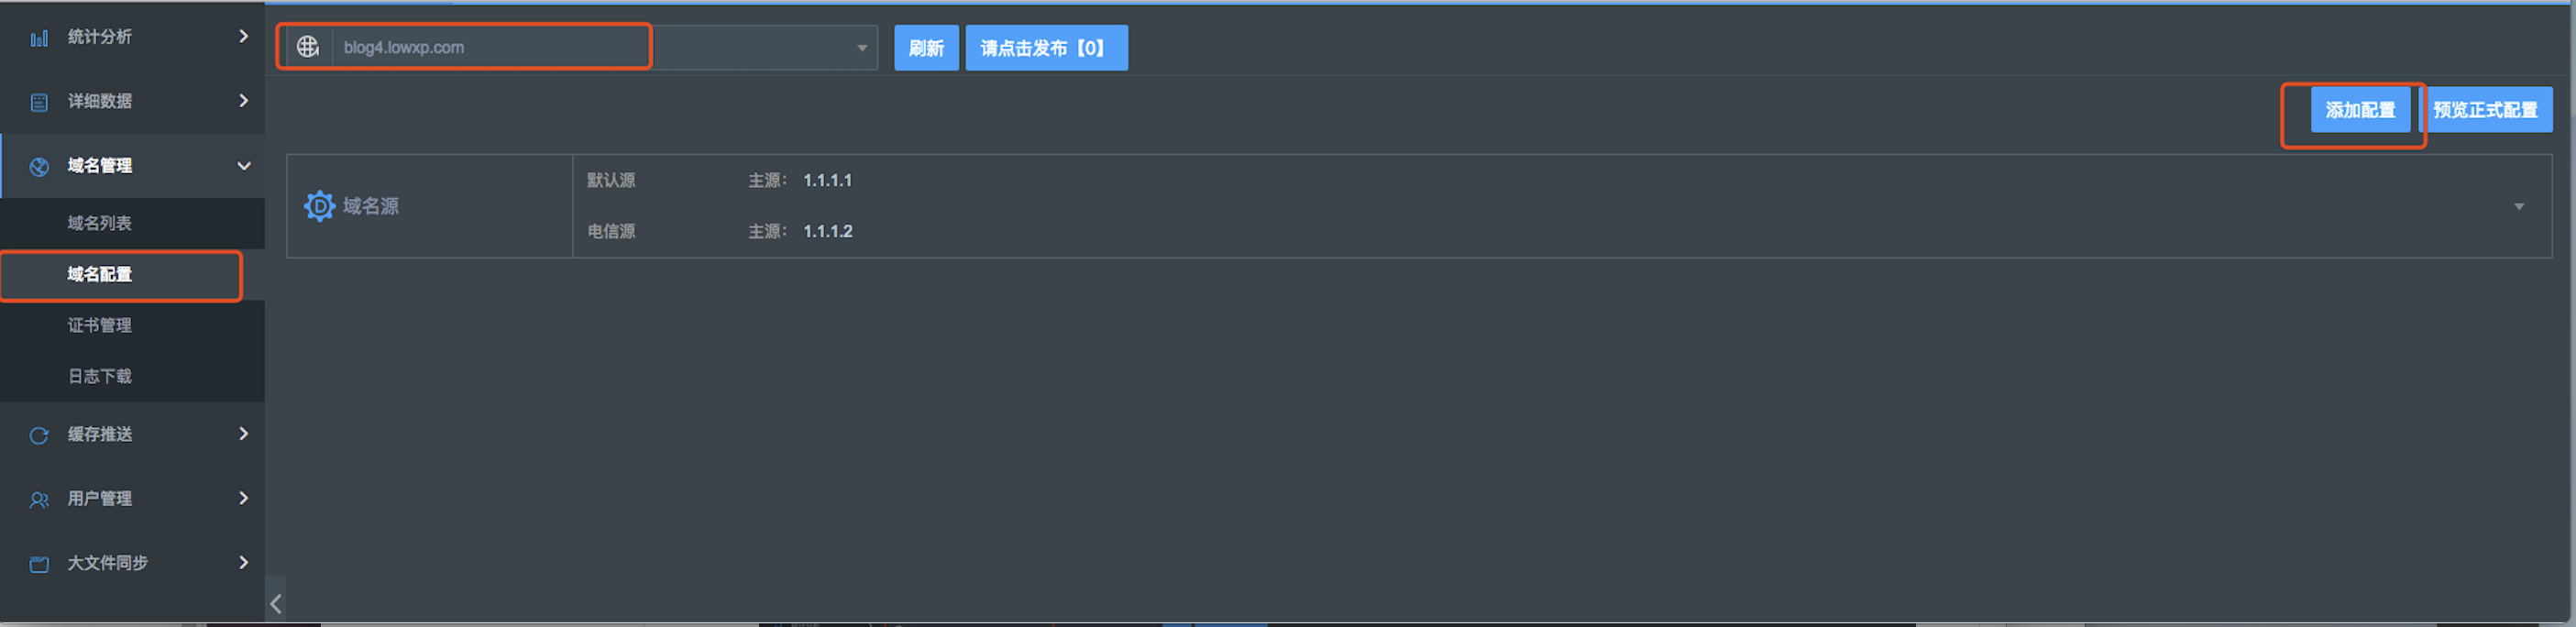 统计分析
详细数据
域名管理
域名列表
域名配置
证书管理
日志下载
缓存推送
用户管理
大文件同步
blog4.lowxp.com
刷新
请点击发布【0】
添加配置
预览正式配置
域名源
默认源 主源： 1.1.1.1
电信源 主源： 1.1.1.2